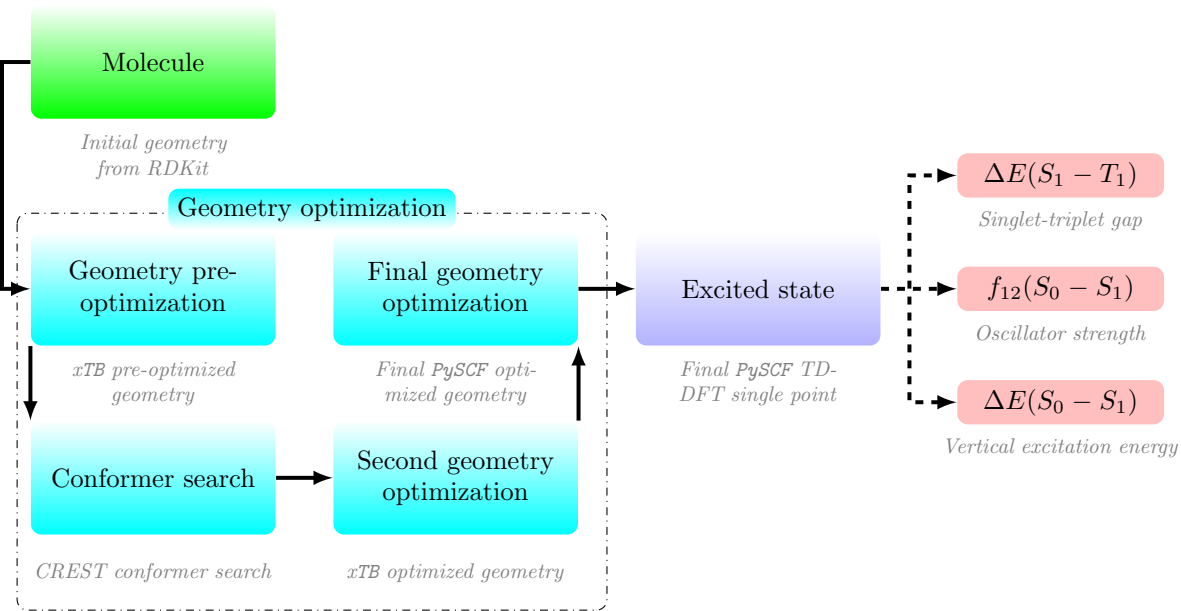 Molecule
Initial geometry
from RDKit
Geometry optimization
Geometry pre-
optimization
xTB pre-optimized
geometry
Final geometry
optimization
Final PySCF opti-
mized geometry
Conformer search
CREST conformer search
Second geometry
optimization
xTB optimized geometry
Excited state
Final PySCF TD-
DFT single point
ΔE(S₁ − T₁)
Singlet-triplet gap
f₁₂(S₀ − S₁)
Oscillator strength
ΔE(S₀ − S₁)
Vertical excitation energy